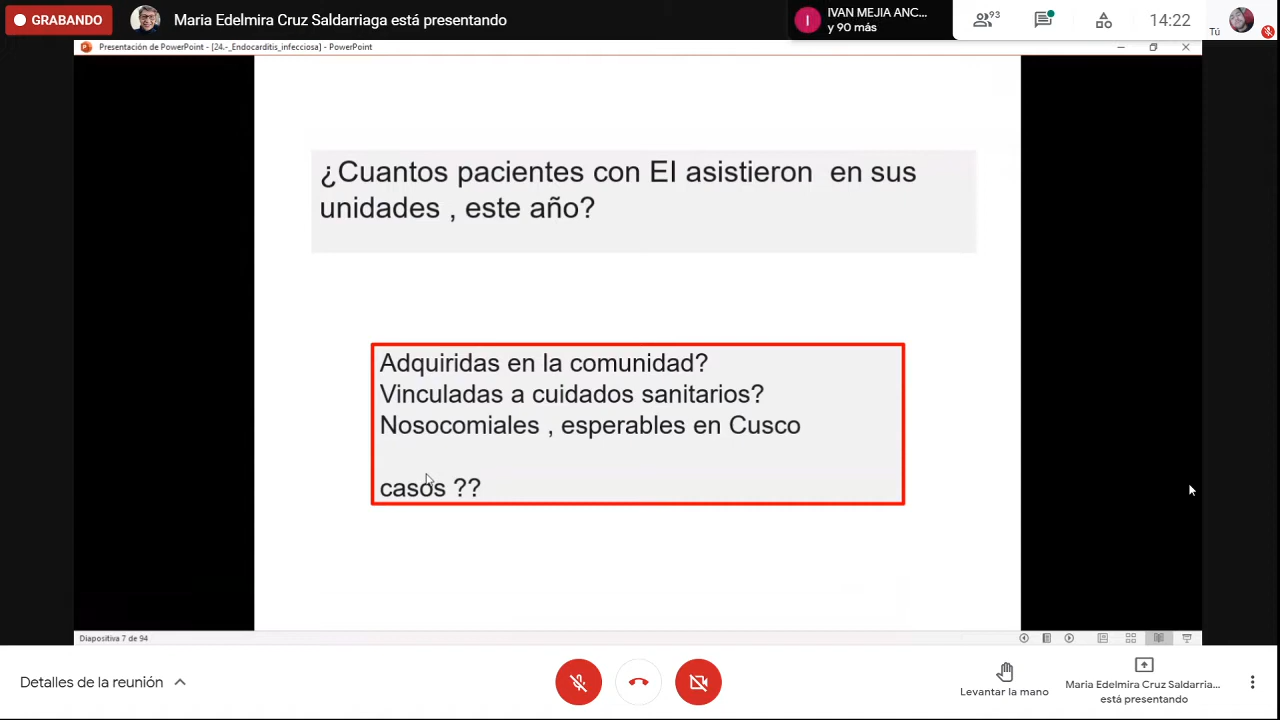 GRABANDO
Maria Edelmira Cruz Saldarriaga está presentando
I
IVAN MEJIA ANC...
y 90 más
93
14:22
Tú
Presentación de PowerPoint - [24.-_Endocarditis_infecciosa] - PowerPoint
¿Cuantos pacientes con EI asistieron  en sus
unidades , este año?
Adquiridas en la comunidad?
Vinculadas a cuidados sanitarios?
Nosocomiales , esperables en Cusco
casos ??
Diapositiva 7 de 94
Detalles de la reunión
Levantar la mano
Maria Edelmira Cruz Saldarria...
está presentando